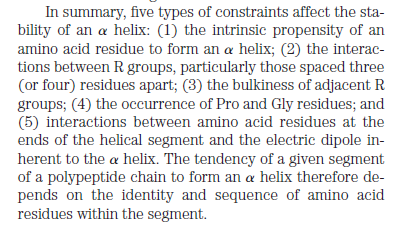 In summary, five types of constraints affect the sta-
bility of an α helix: (1) the intrinsic propensity of an
amino acid residue to form an α helix; (2) the interac-
tions between R groups, particularly those spaced three
(or four) residues apart; (3) the bulkiness of adjacent R
groups; (4) the occurrence of Pro and Gly residues; and
(5) interactions between amino acid residues at the
ends of the helical segment and the electric dipole in-
herent to the α helix. The tendency of a given segment
of a polypeptide chain to form an α helix therefore de-
pends on the identity and sequence of amino acid
residues within the segment.